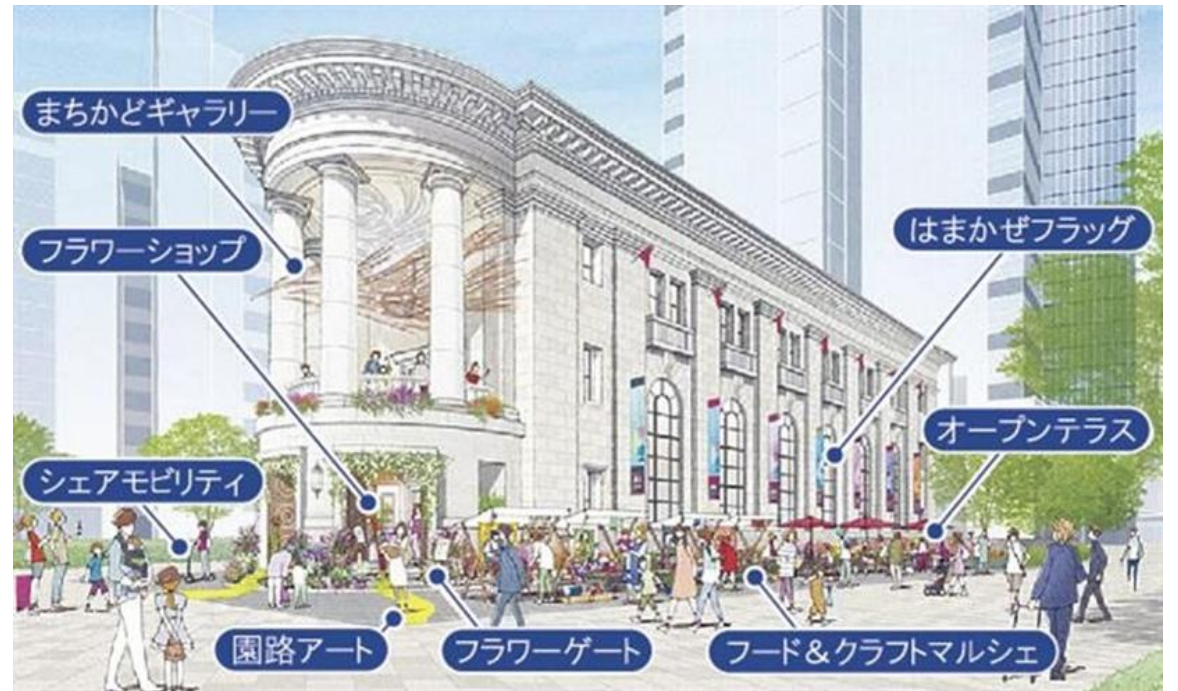 まちかどギャラリー
はまかぜフラッグ
フラワーショップ
オープンテラス
シェアモビリティ
園路アート
フラワーゲート
フード&クラフトマルシェ